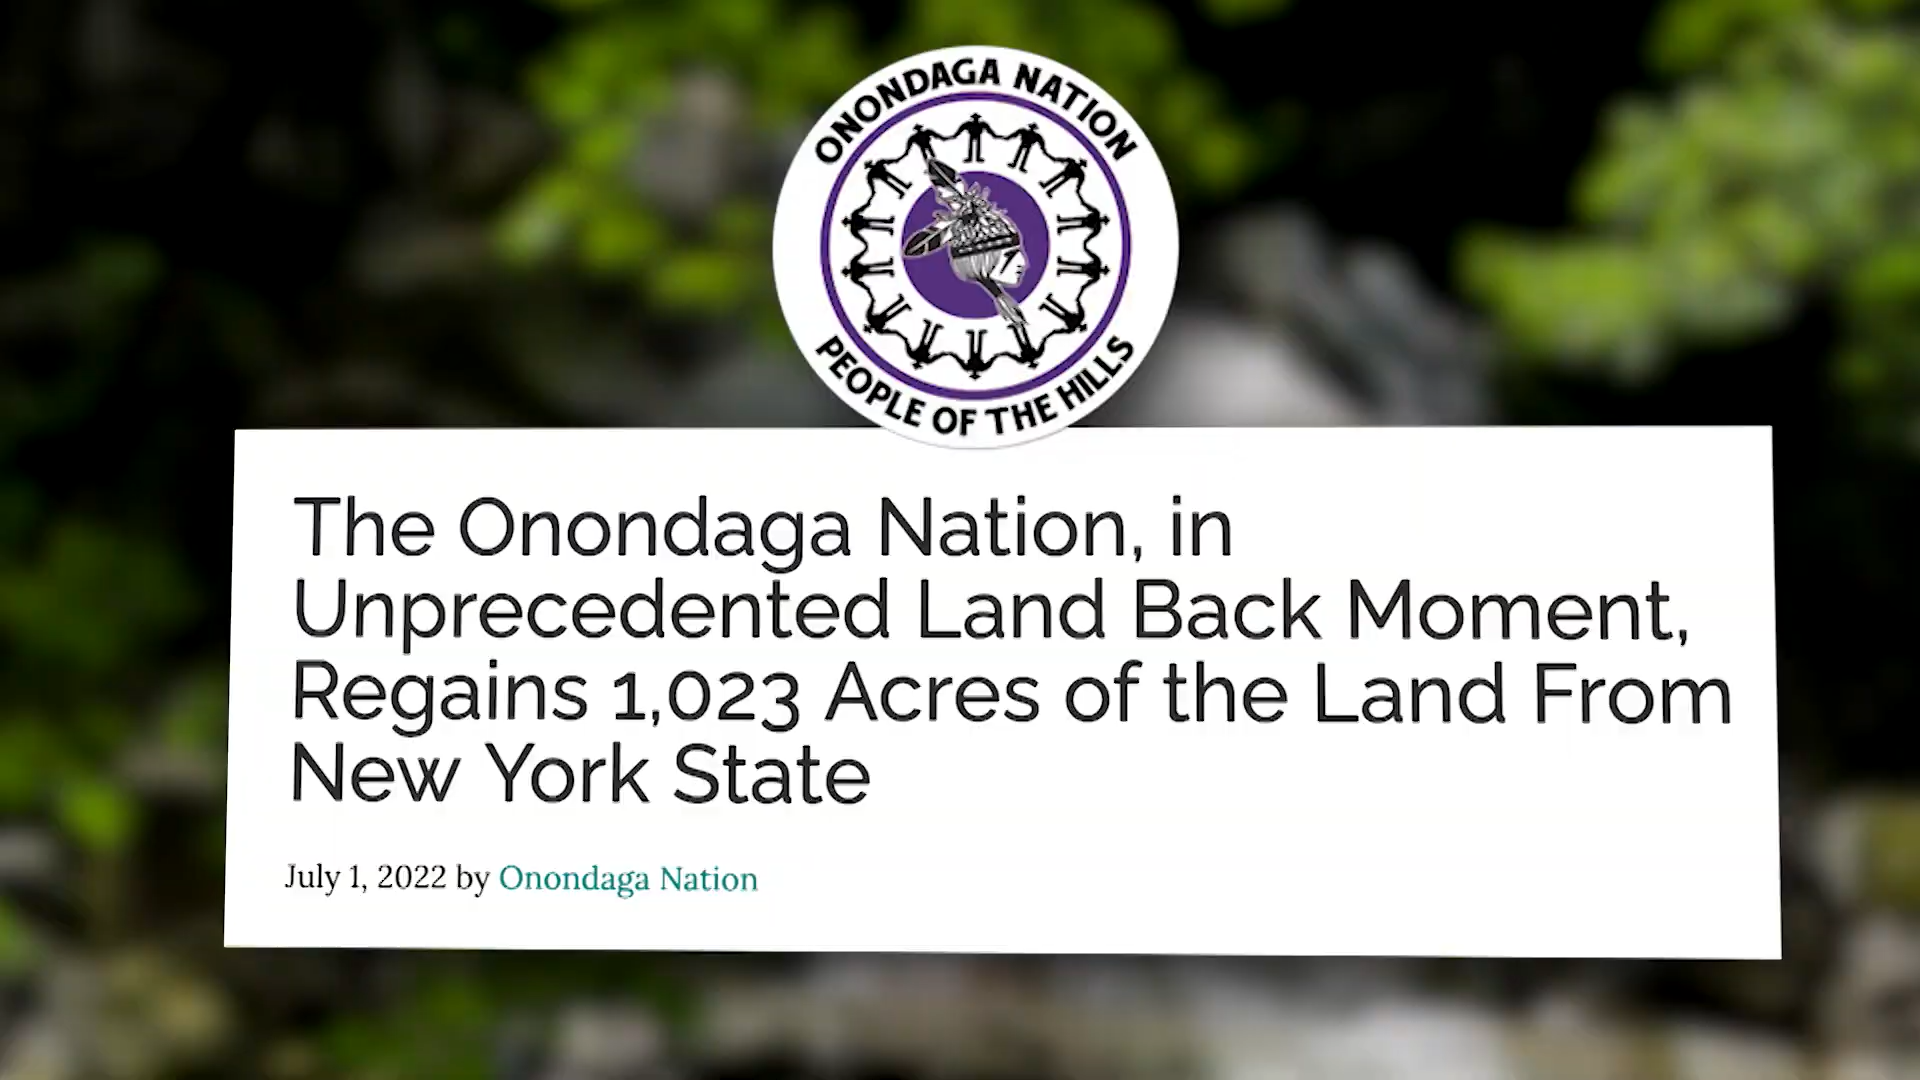 ONONDAGA NATION
PEOPLE OF THE HILLS
The Onondaga Nation, in
Unprecedented Land Back Moment,
Regains 1,023 Acres of the Land From
New York State
July 1, 2022 by Onondaga Nation